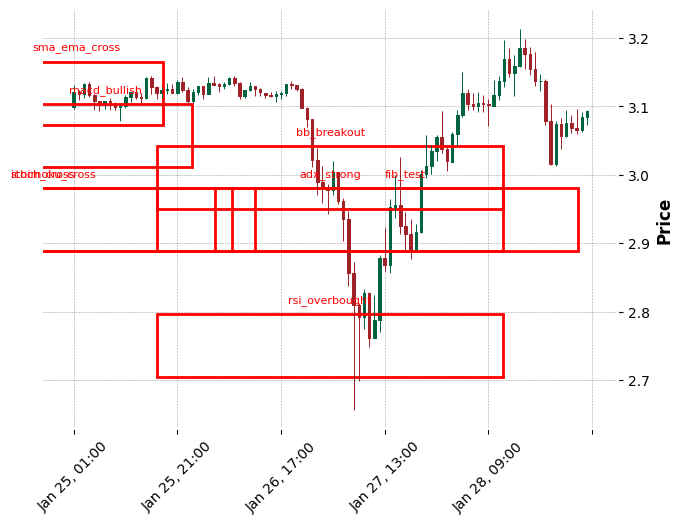 sma_ema_cross
macd_bullish
bb_breakout
adx_strong
fib_test
rsi_overbought
3.2
3.1
3.0
2.9
2.8
2.7
Price
Jan 25, 01:00
Jan 25, 21:00
Jan 26, 17:00
Jan 27, 13:00
Jan 28, 09:00